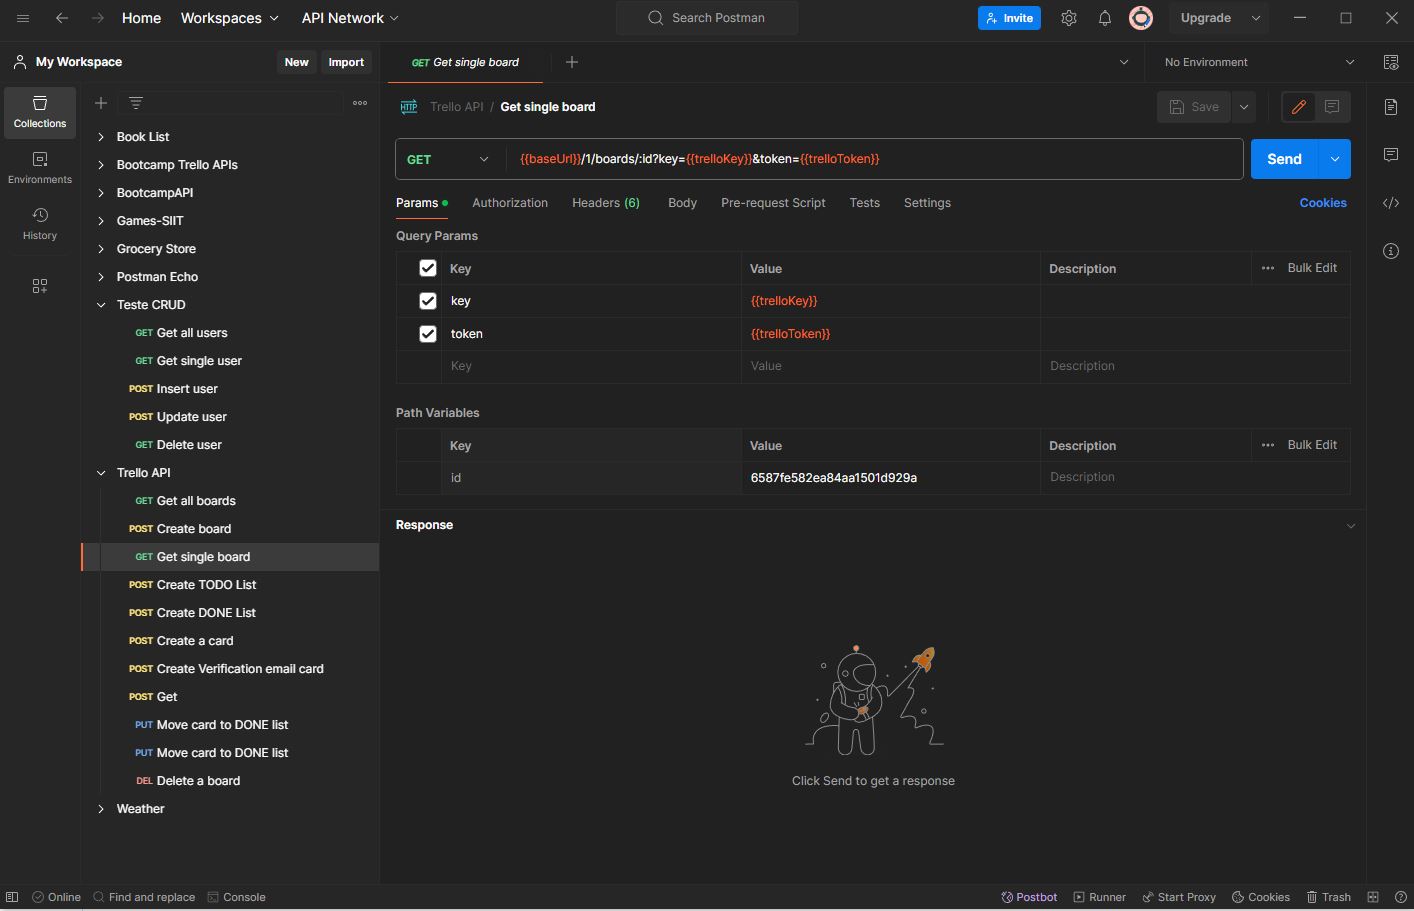 Home Workspaces API Network Search Postman Invite Upgrade
My Workspace New Import GET Get single board No Environment
Collections
Environments
History
Book List
Bootcamp Trello APIs
BootcampAPI
Games-SIIT
Grocery Store
Postman Echo
Teste CRUD
GET Get all users
GET Get single user
POST Insert user
POST Update user
GET Delete user
Trello API
GET Get all boards
POST Create board
GET Get single board
POST Create TODO List
POST Create DONE List
POST Create a card
POST Create Verification email card
POST Get
PUT Move card to DONE list
PUT Move card to DONE list
DEL Delete a board
Weather
HTTP Trello API / Get single board Save
GET {{baseUrl}}/1/boards/:id?key={{trelloKey}}&token={{trelloToken}} Send
Params Authorization Headers (6) Body Pre-request Script Tests Settings Cookies
Query Params
Key Value Description Bulk Edit
key {{trelloKey}}
token {{trelloToken}}
Key Value Description
Path Variables
Key Value Description Bulk Edit
id 6587fe582ea84aa1501d929a Description
Response
Click Send to get a response
Online Find and replace Console Postbot Runner Start Proxy Cookies Trash